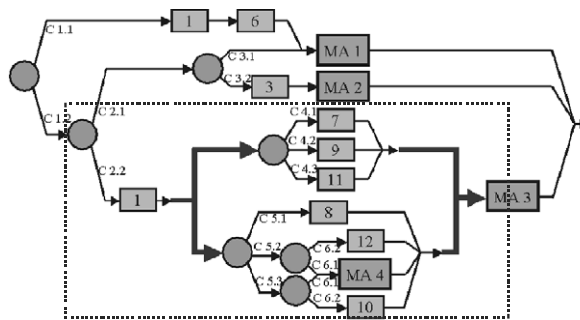 C 1.1
1
6
C 3.1
MA 1
C 3.2
3
MA 2
C 1.2
C 2.1
C 4.1
7
C 4.2
9
C 4.3
11
C 2.2
1
MA 3
C 5.1
8
C 5.2
C 6.2
12
C 6.1
MA 4
C 5.3
C 6.1
C 6.2
10